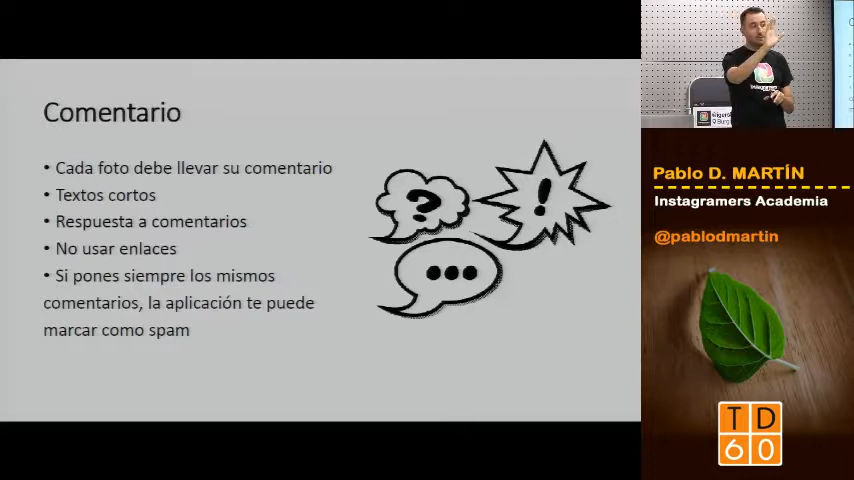 Comentario
• Cada foto debe llevar su comentario
• Textos cortos
• Respuesta a comentarios
• No usar enlaces
• Si pones siempre los mismos
comentarios, la aplicación te puede
marcar como spam
?
!
...
Pablo D. MARTÍN
Instagramers Academia
@pablodmartin
TD
60